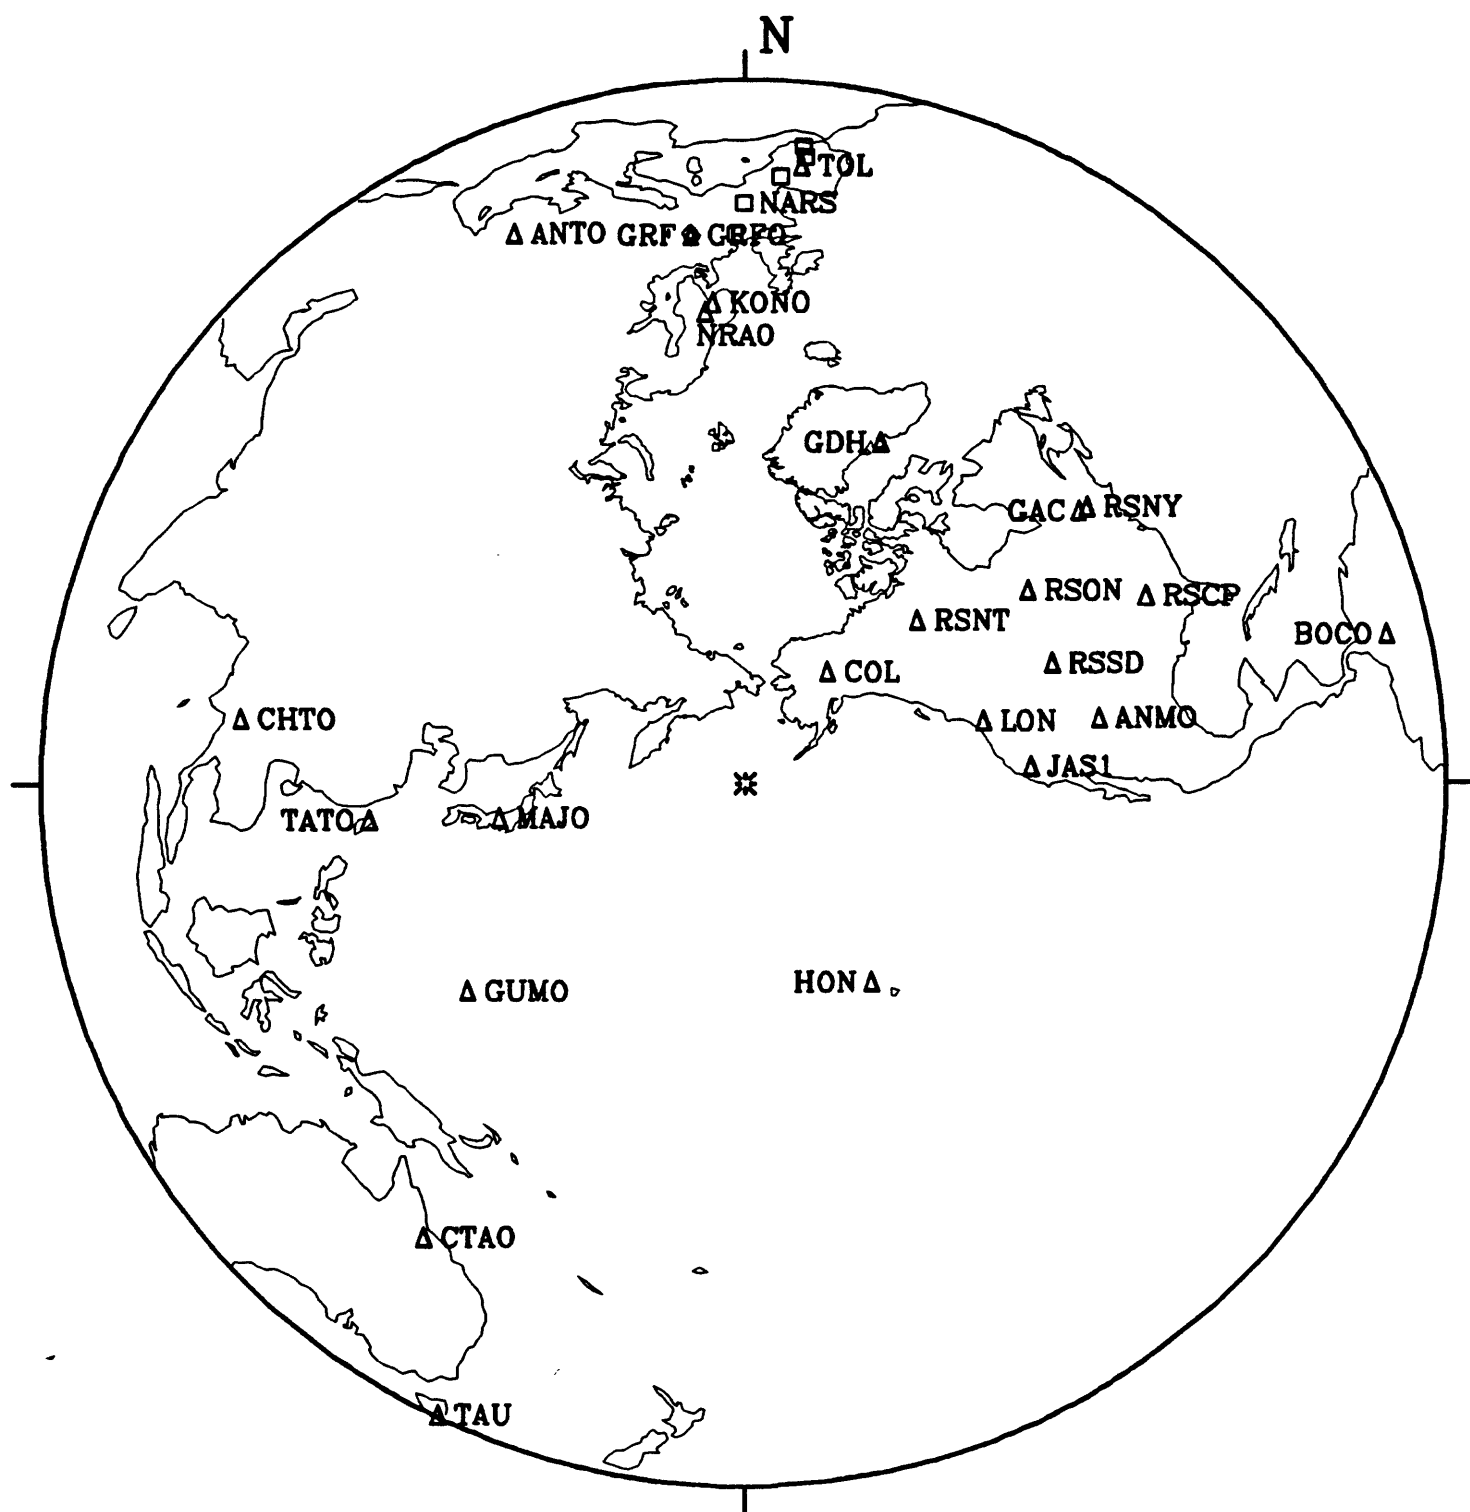 N
TOL
NARS
ANTO
GRF
GRFO
KONO
NRAO
GDH
GAC
RSNY
RSON
RSCP
RSNT
BOCO
COL
RSSD
CHTO
LON
ANMO
JAS1
TATO
MAJO
GUMO
HON
CTAO
TAU